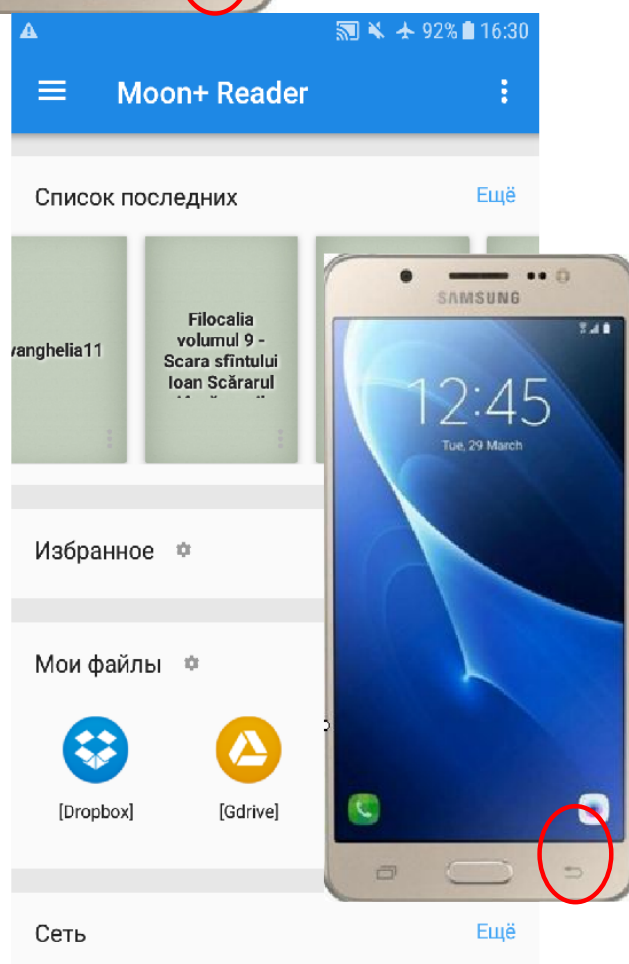 92% 16:30
Moon+ Reader
Список последних
Ещё
vanghelia11
Filocalia
volumul 9 -
Scara sfîntului
Ioan Scărarul
SAMSUNG
12:45
Tue, 29 March
Избранное
Мои файлы
[Dropbox]
[Gdrive]
Сеть
Ещё